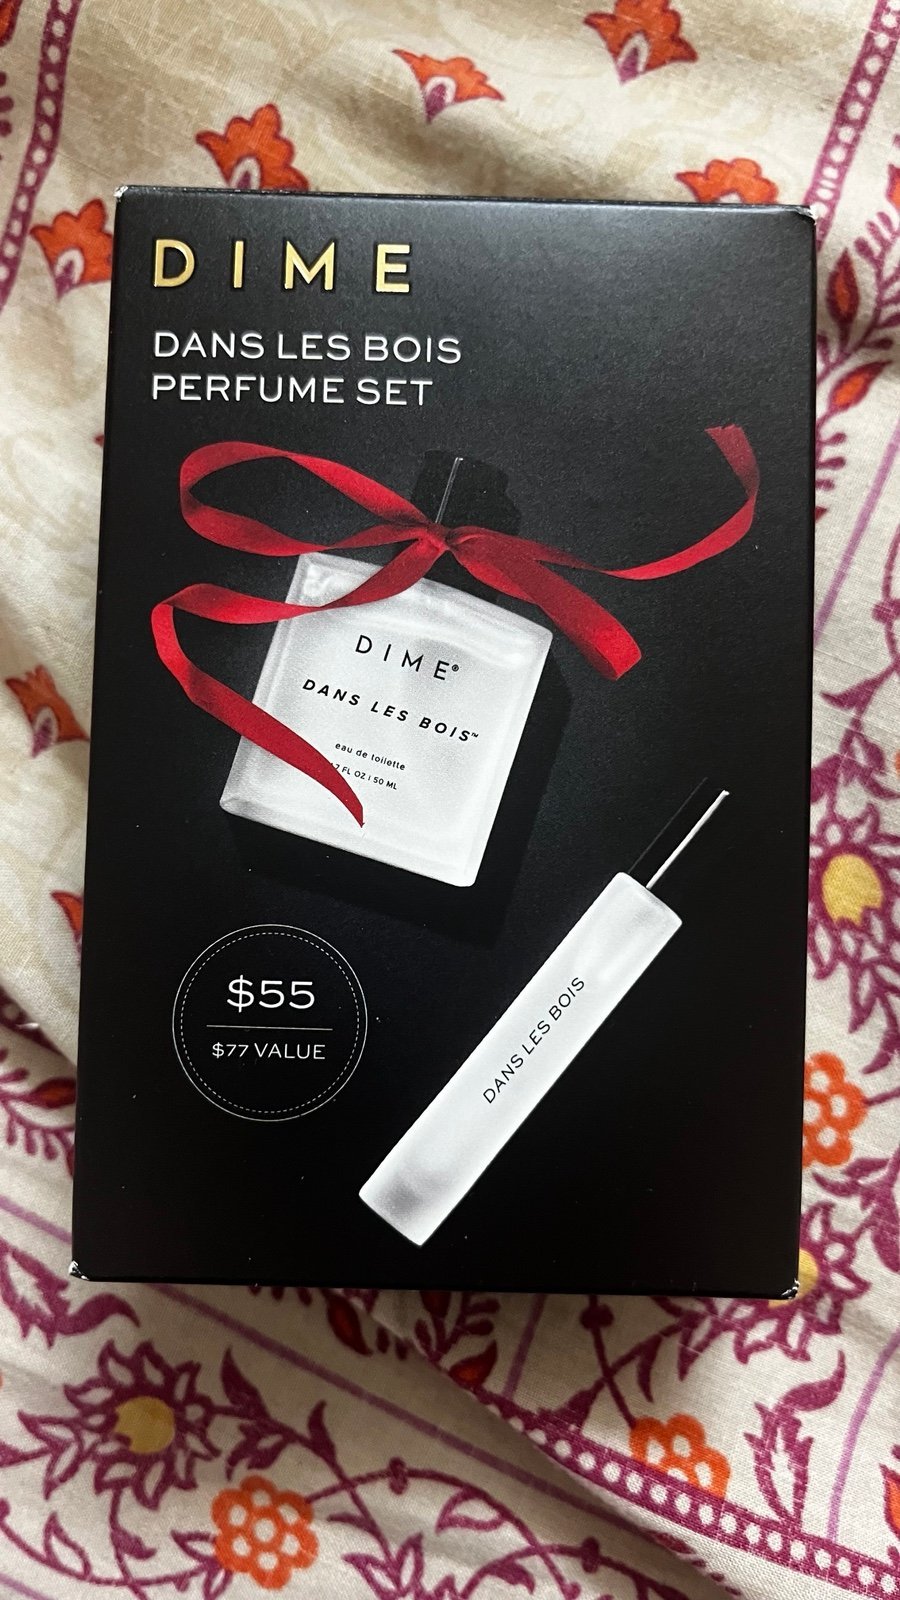 DIME
DANS LES BOIS
PERFUME SET
DIME®
DANS LES BOIS™
eau de toilette
7 FL OZ | 50 ML
$55
$77 VALUE
DANS LES BOIS